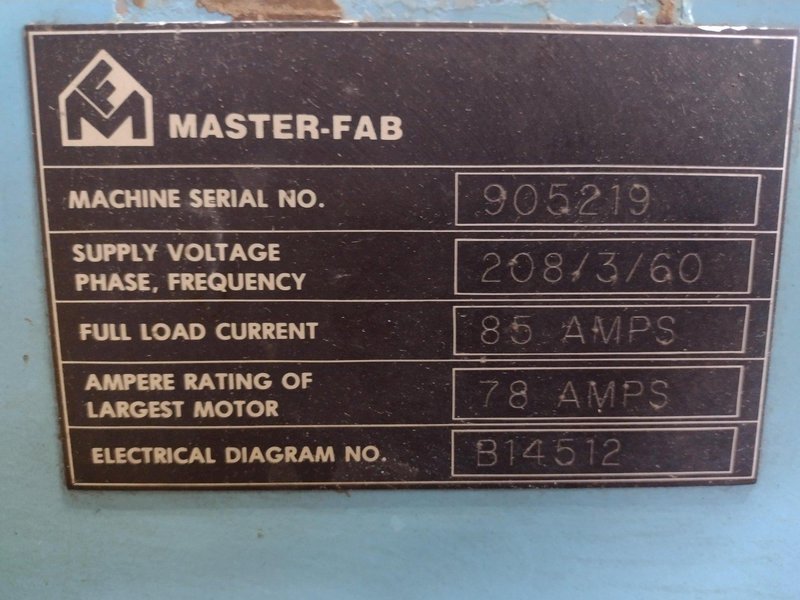 MASTER-FAB
MACHINE SERIAL NO. 905219
SUPPLY VOLTAGE
PHASE, FREQUENCY 208/3/60
FULL LOAD CURRENT 85 AMPS
AMPERE RATING OF
LARGEST MOTOR 78 AMPS
ELECTRICAL DIAGRAM NO. B14512